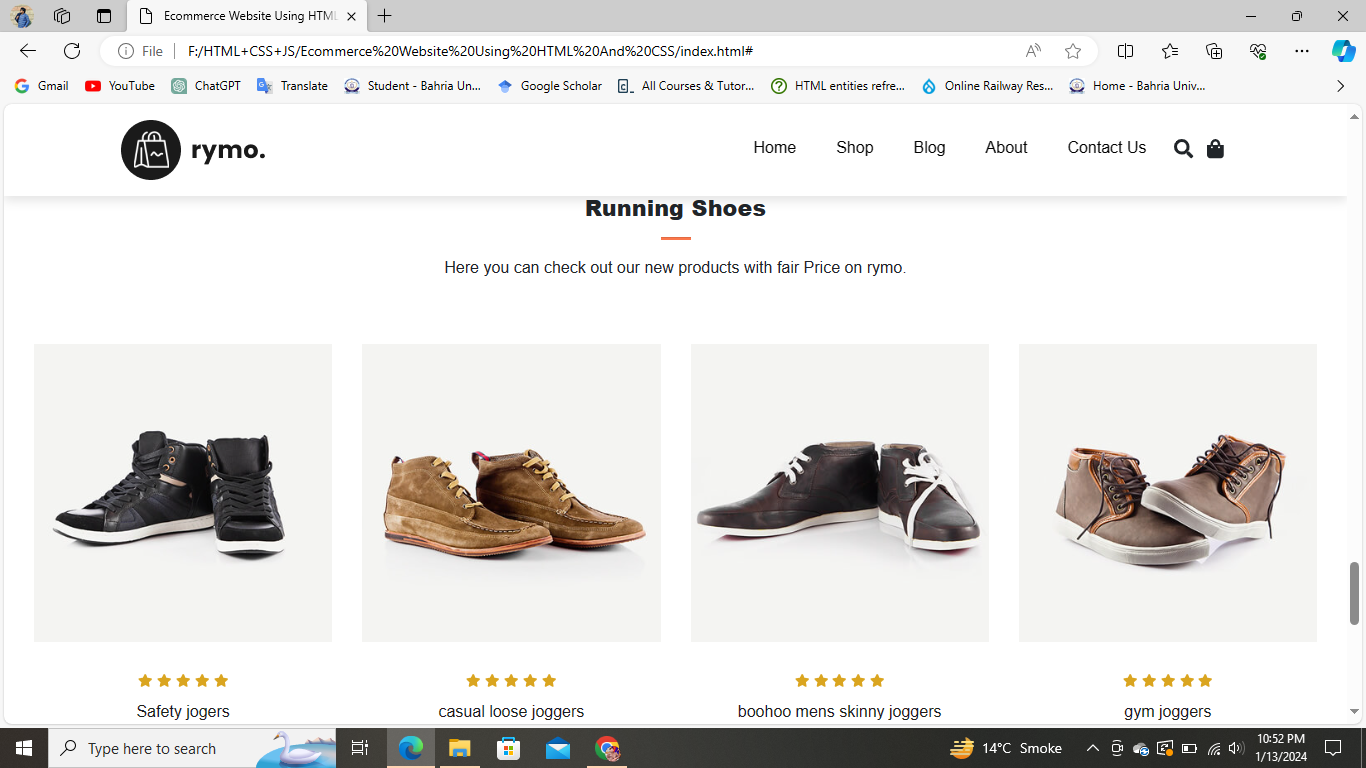 Ecommerce Website Using HTML
File F:/HTML+CSS+JS/Ecommerce%20Website%20Using%20HTML%20And%20CSS/index.html#
Gmail YouTube ChatGPT Translate Student - Bahria Un... Google Scholar All Courses & Tutor... HTML entities refre... Online Railway Res... Home - Bahria Univ...
rymo. Home Shop Blog About Contact Us
Running Shoes
Here you can check out our new products with fair Price on rymo.
Safety jogers casual loose joggers boohoo mens skinny joggers gym joggers
Type here to search 14°C Smoke 10:52 PM
1/13/2024